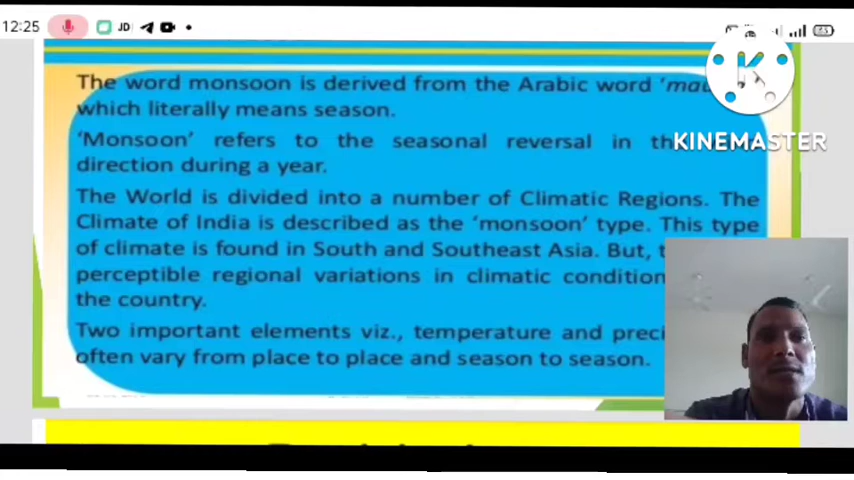 12:25
JD
KINEMASTER
The word monsoon is derived from the Arabic word
which literally means season.
'Monsoon' refers to the seasonal reversal in
direction during a year.
The World is divided into a number of Climatic Regions. The
Climate of India is described as the 'monsoon' type. This type
of climate is found in South and Southeast Asia. But,
perceptible regional variations in climatic
the country.
Two important elements viz., temperature and
often vary from place to place and season to season.